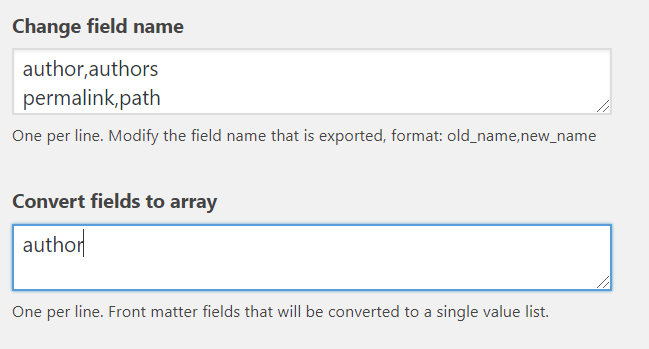 Change field name
author,authors
permalink,path
One per line. Modify the field name that is exported, format: old_name,new_name
Convert fields to array
author
One per line. Front matter fields that will be converted to a single value list.